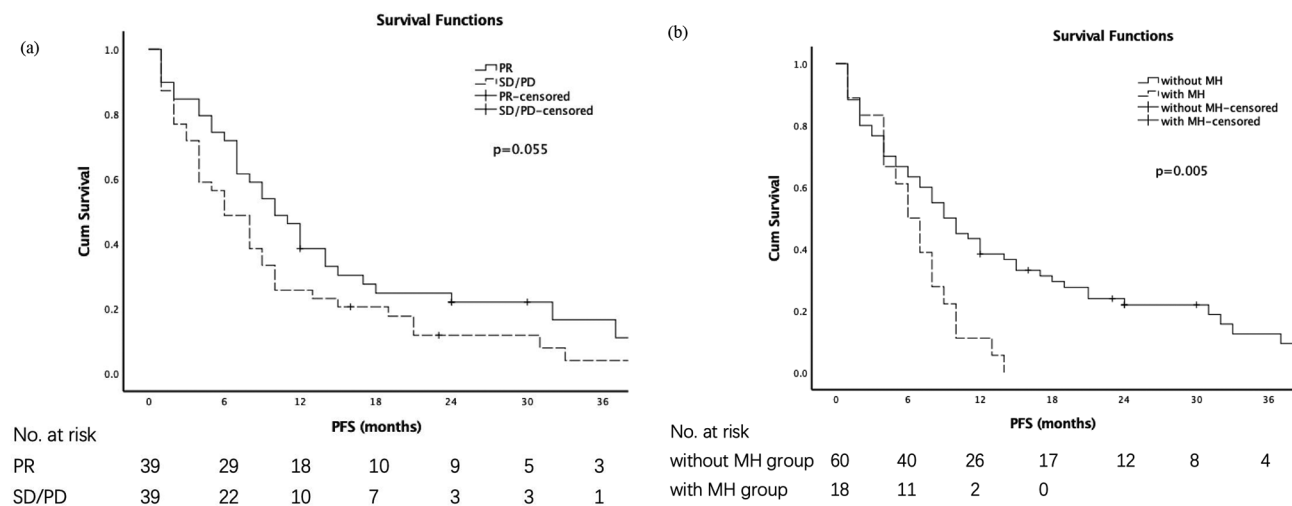 (a)
Survival Functions
PR
SD/PD
PR-censored
SD/PD-censored
p=0.055
Cum Survival
1.0
0.8
0.6
0.4
0.2
0.0
0 6 12 18 24 30 36
PFS (months)
No. at risk
PR 39 29 18 10 9 5 3
SD/PD 39 22 10 7 3 3 1
(b)
Survival Functions
without MH
with MH
without MH-censored
with MH-censored
p=0.005
Cum Survival
1.0
0.8
0.6
0.4
0.2
0.0
0 6 12 18 24 30 36
PFS (months)
No. at risk
without MH group 60 40 26 17 12 8 4
with MH group 18 11 2 0